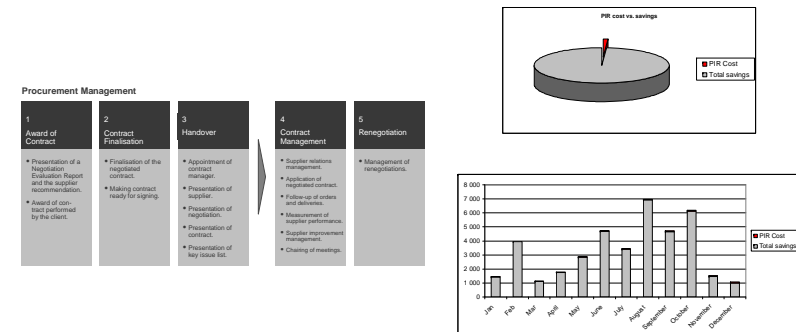 Procurement Management
1
Award of
Contract
• Presentation of a
Negotiation
Evaluation Report
and the supplier
recommendation.
• Award of con-
tract performed
by the client.
2
Contract
Finalisation
• Finalisation of the
negotiated
contract.
• Making contract
ready for signing.
3
Handover
• Appointment of
contract
manager.
• Presentation of
supplier.
• Presentation of
negotiation.
• Presentation of
contract.
• Presentation of
key issue list.
4
Contract
Management
• Supplier relations
management.
• Application of
negotiated contract.
• Follow-up of orders
and deliveries.
• Measurement of
supplier performance.
• Supplier improvement
management.
• Chairing of meetings.
5
Renegotiation
• Management of
renegotiations.
PIR cost vs. savings
PIR Cost
Total savings
8 000
7 000
6 000
5 000
4 000
3 000
2 000
1 000
0
Jan
Feb
Mar
April
May
June
July
August
September
October
November
December
PIR Cost
Total savings